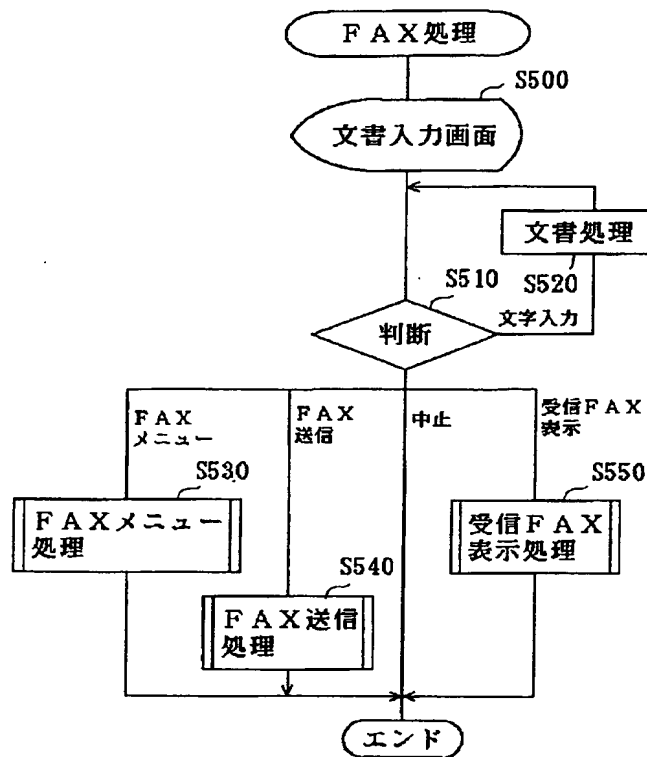 ＦＡＸ処理
S500
文書入力画面
文書処理
S520
S510
判断
文字入力
ＦＡＸ
メニュー
ＦＡＸ
送信
中止
受信ＦＡＸ
表示
S530
ＦＡＸメニュー
処理
S550
受信ＦＡＸ
表示処理
S540
ＦＡＸ送信
処理
エンド